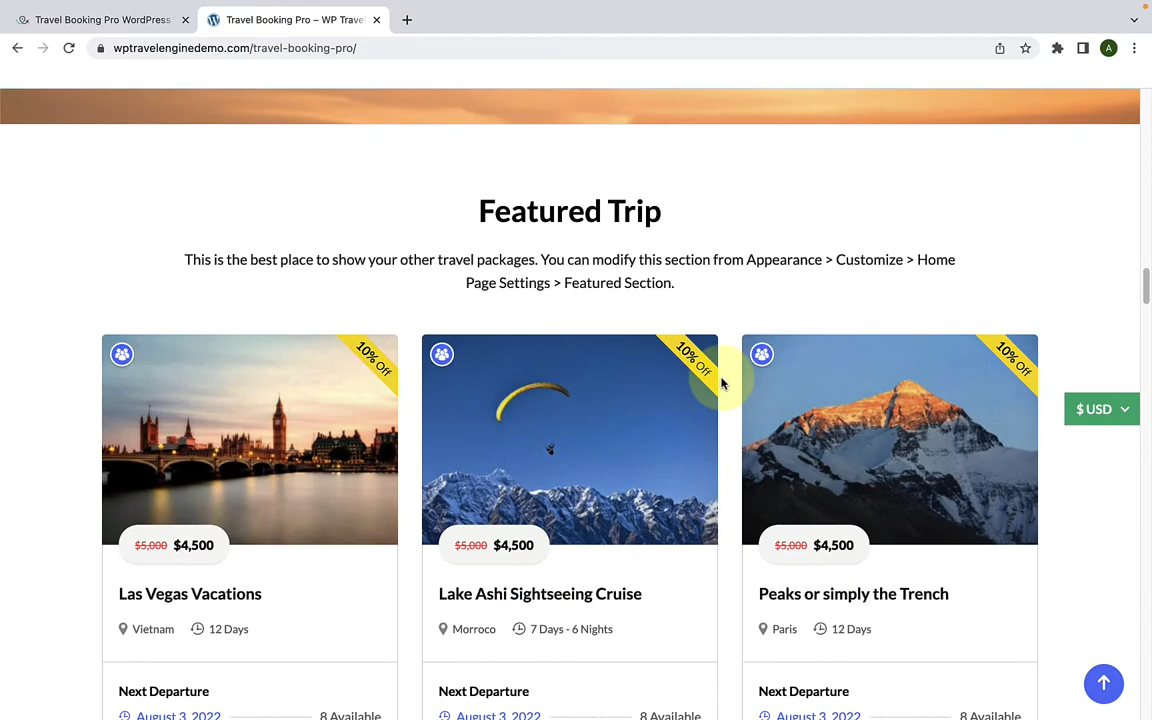 Travel Booking Pro WordPress
Travel Booking Pro – WP Trave
wptravelenginedemo.com/travel-booking-pro/
A
Featured Trip
This is the best place to show your other travel packages. You can modify this section from Appearance > Customize > Home
Page Settings > Featured Section.
10% Off
10% Off
10% Off
$ USD
$5,000 $4,500
$5,000 $4,500
$5,000 $4,500
Las Vegas Vacations
Lake Ashi Sightseeing Cruise
Peaks or simply the Trench
Vietnam 12 Days
Morroco 7 Days - 6 Nights
Paris 12 Days
Next Departure
Next Departure
Next Departure
August 3, 2022 8 Available
August 3, 2022 8 Available
August 3, 2022 8 Available